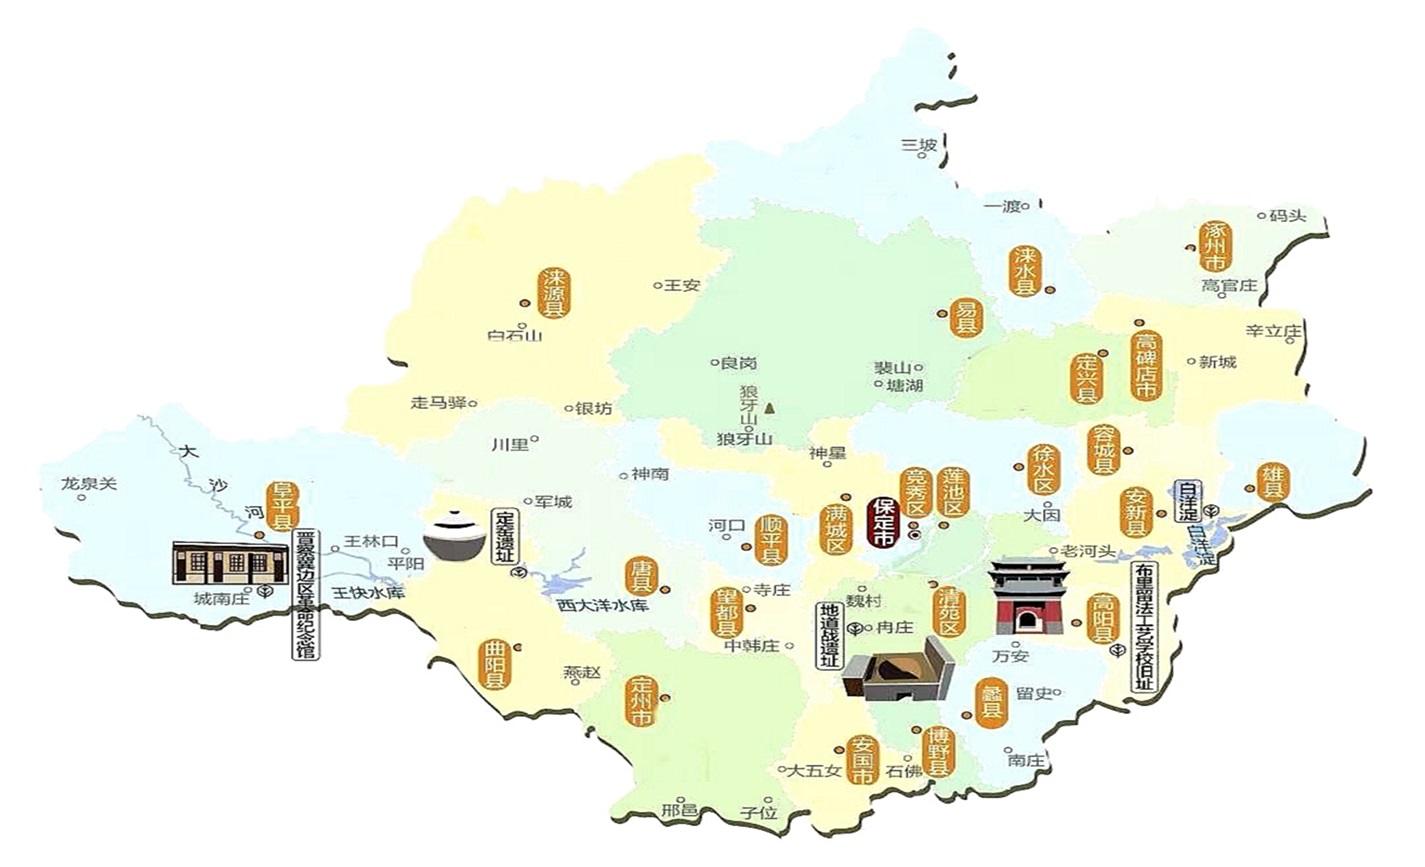 三坡
一渡
码头
涿州市
涞水县
高官庄
涞源县
王安
易县
白石山
辛立庄
高碑店市
新城
定兴县
良岗
裴山
塘湖
狼牙山
狼牙山
走马驿
银坊
川里
神星
容城县
徐水区
雄县
龙泉关
大沙河
阜平县
神南
军城
竞秀区
莲池区
保定市
满城区
安新县
白洋淀
白洋淀
大因
定窑遗址
河口
顺平县
王林口
平阳
老河头
晋察冀边区革命纪念馆
城南庄
王快水库
西大洋水库
唐县
望都县
寺庄
魏村
冉庄
地道战遗址
清苑区
高阳县
布里留法工艺学校旧址
中韩庄
万安
曲阳县
燕赵
定州市
蠡县
留史
安国市
博野县
大五女
石佛
南庄
邢邑
子位